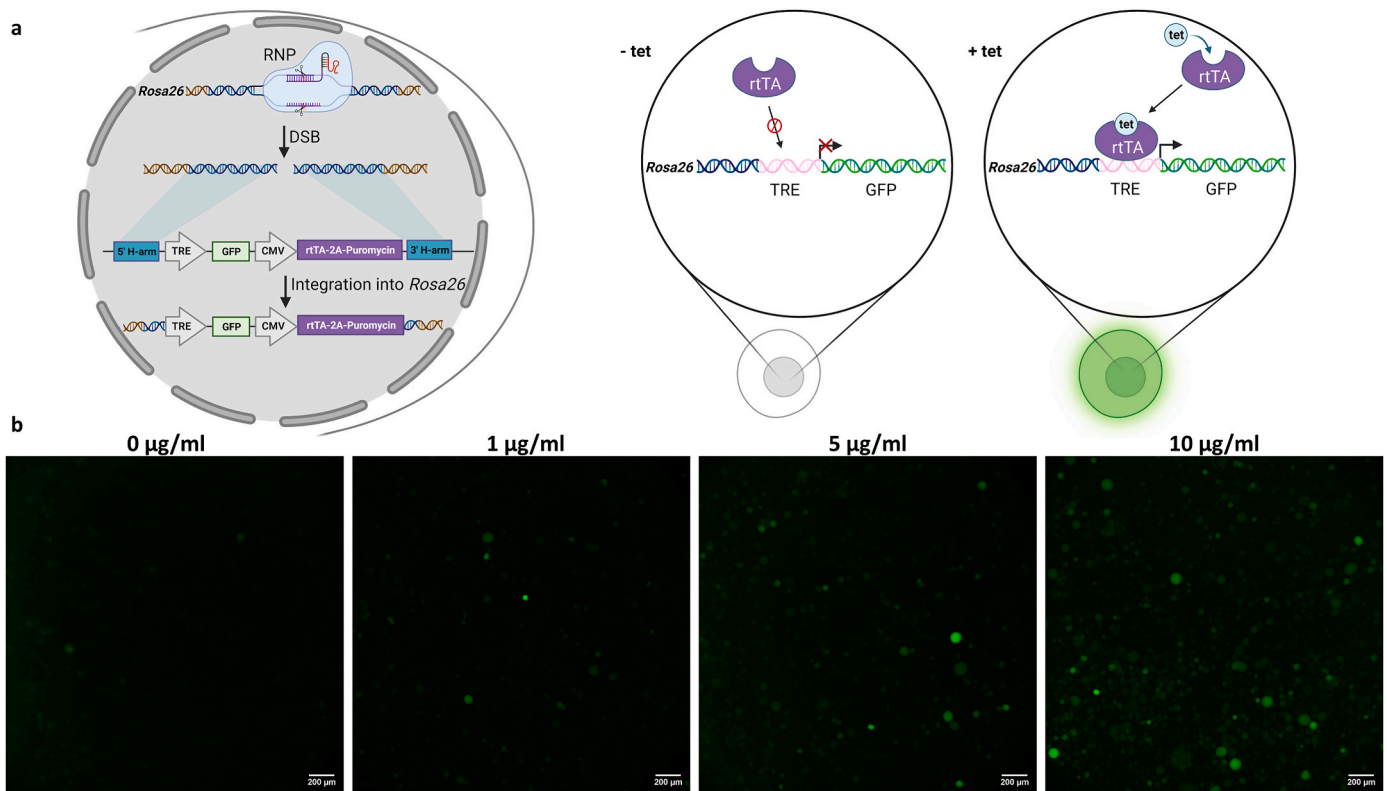 a
RNP
Rosa26
DSB
5' H-arm TRE GFP CMV rtTA-2A-Puromycin 3' H-arm
Integration into Rosa26
TRE GFP CMV rtTA-2A-Puromycin
- tet
rtTA
Rosa26
TRE GFP
+ tet
tet
rtTA
tet
rtTA
Rosa26
TRE GFP
b
0 µg/ml 1 µg/ml 5 µg/ml 10 µg/ml
200 µm 200 µm 200 µm 200 µm